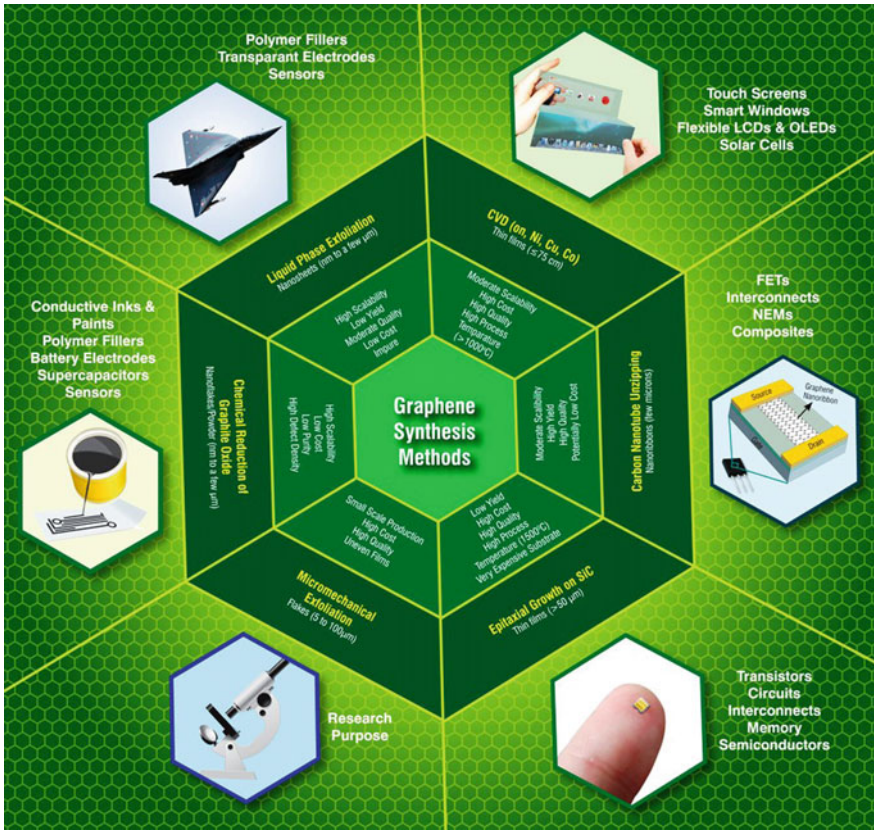 Polymer Fillers
Transparant Electrodes
Sensors
Touch Screens
Smart Windows
Flexible LCDs & OLEDs
Solar Cells
Liquid Phase Exfoliation
Nanosheets (nm to a few µm)
High Scalability
Low Yield
Moderate Quality
Low Cost
Impure
CVD (on, Ni, Cu, Co)
Thin films (≤75 cm)
Moderate Scalability
High Cost
High Quality
High Process
Temparature
(>1000°C)
Conductive Inks &
Paints
Polymer Fillers
Battery Electrodes
Supercapacitors
Sensors
Chemical Reduction of
Graphite Oxide
Nanoflakes/Powder (nm to a few µm)
High Scalability
Low Cost
Low Purity
High Defect Density
Graphene
Synthesis
Methods
Moderate Scalibility
High Yield
High Quality
Potentially Low Cost
Carbon Nanotube Unzipping
Nanoribbons (few microns)
FETs
Interconnects
NEMs
Composites
Source
Graphene
Nanoribbon
Drain
Small Scale Production
High Cost
High Quality
Uneven Films
Micromechanical
Exfoliation
Flakes (5 to 100µm)
Low Yield
High Cost
High Quality
High Process
Temperature (1500°C)
Very Expensive Substrate
Epitaxial Growth on SiC
Thin films (>50 µm)
Research
Purpose
Transistors
Circuits
Interconnects
Memory
Semiconductors